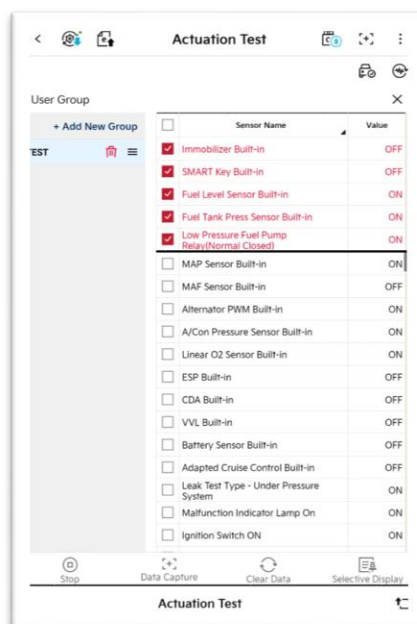 Actuation Test
User Group
+ Add New Group
Sensor Name Value
TEST
Immobilizer Built-in OFF
SMART Key Built-in OFF
Fuel Level Sensor Built-in ON
Fuel Tank Press Sensor Built-in ON
Low Pressure Fuel Pump
Relay(Normal Closed) ON
MAP Sensor Built-in ON
MAF Sensor Built-in OFF
Alternator PWM Built-in ON
A/Con Pressure Sensor Built-in ON
Linear O2 Sensor Built-in ON
ESP Built-in OFF
CDA Built-in OFF
VVL Built-in OFF
Battery Sensor Built-in OFF
Adapted Cruise Control Built-in OFF
Leak Test Type - Under Pressure
System ON
Malfunction Indicator Lamp On ON
Ignition Switch ON ON
Stop Data Capture Clear Data Selective Display
Actuation Test